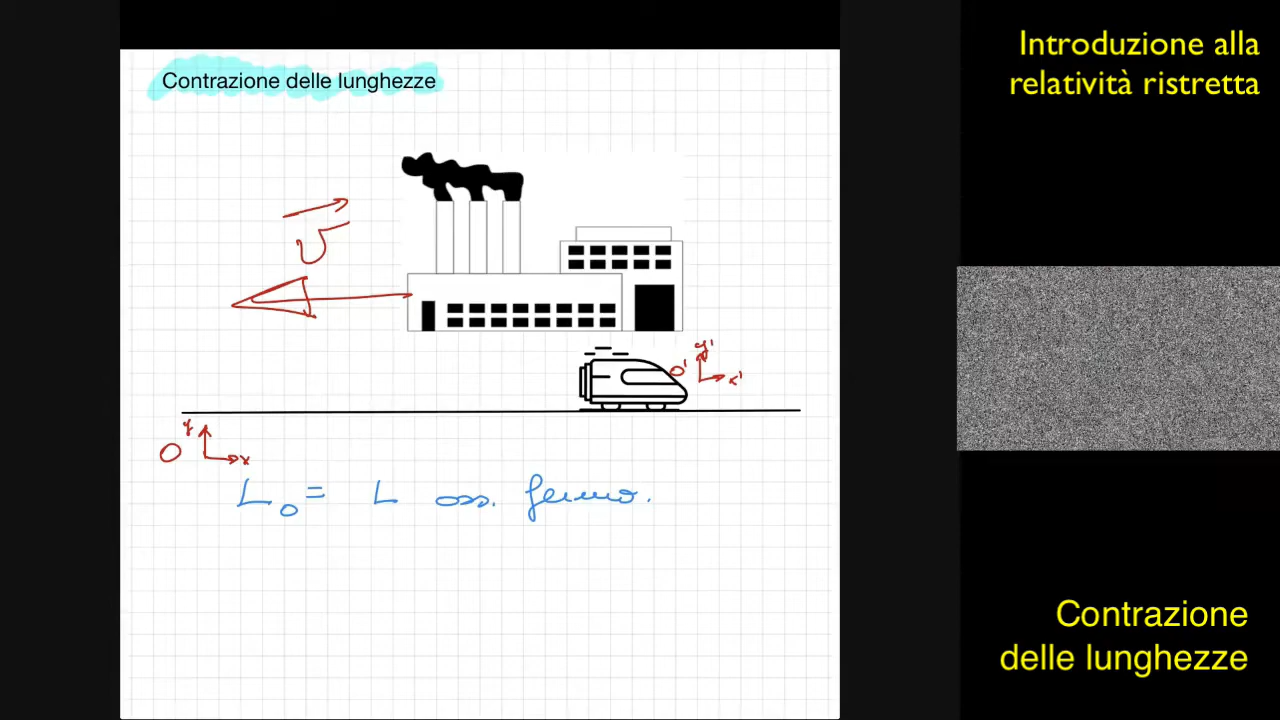 Contrazione delle lunghezze
Introduzione alla
relatività ristretta
v
y'
O' x'
y
O x
L₀ = L oss. fermo.
Contrazione
delle lunghezze